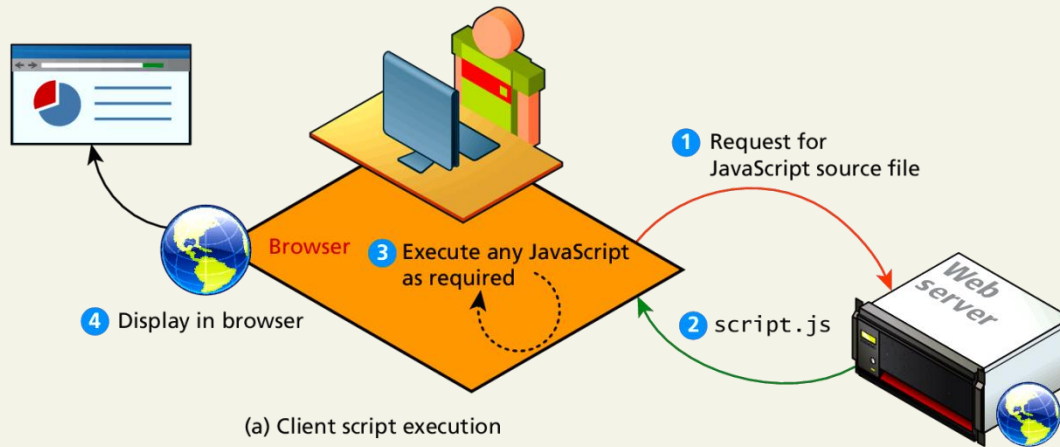 1 Request for
JavaScript source file
Browser
3 Execute any JavaScript
as required
Web
server
2 script.js
4 Display in browser
(a) Client script execution